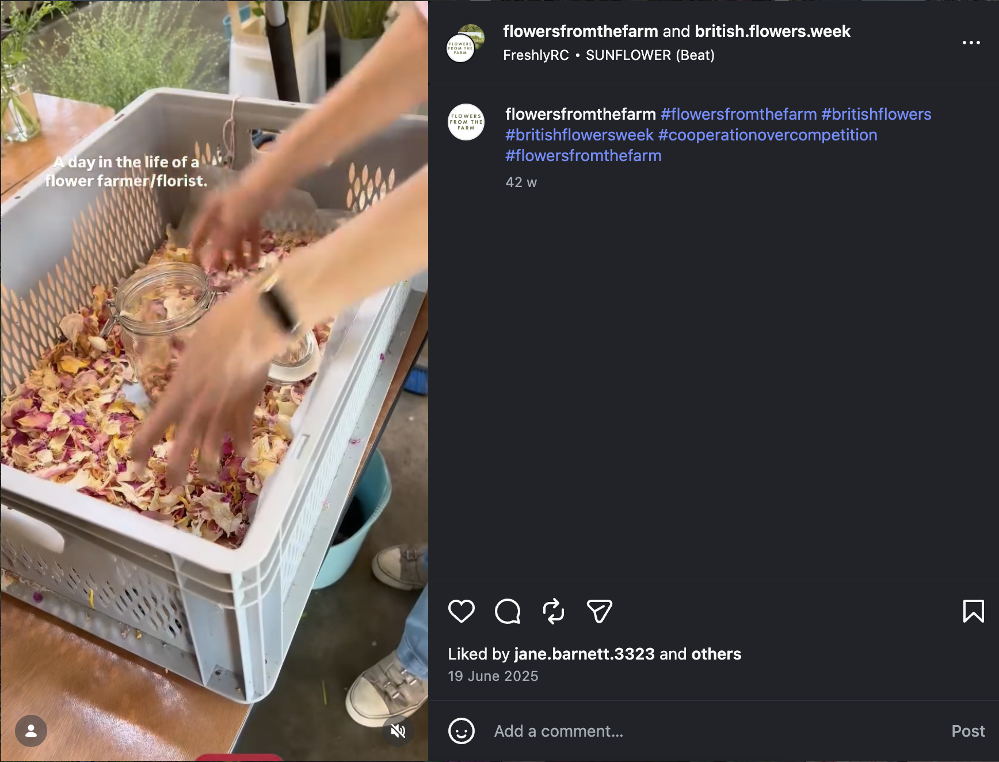 A day in the life of a
flower farmer/florist.
FLOWERS
FROM THE
FARM
flowersfromthefarm and british.flowers.week
FreshlyRC • SUNFLOWER (Beat)
FLOWERS
FROM THE
FARM
flowersfromthefarm #flowersfromthefarm #britishflowers
#britishflowersweek #cooperationovercompetition
#flowersfromthefarm
42 w
Liked by jane.barnett.3323 and others
19 June 2025
Add a comment...
Post